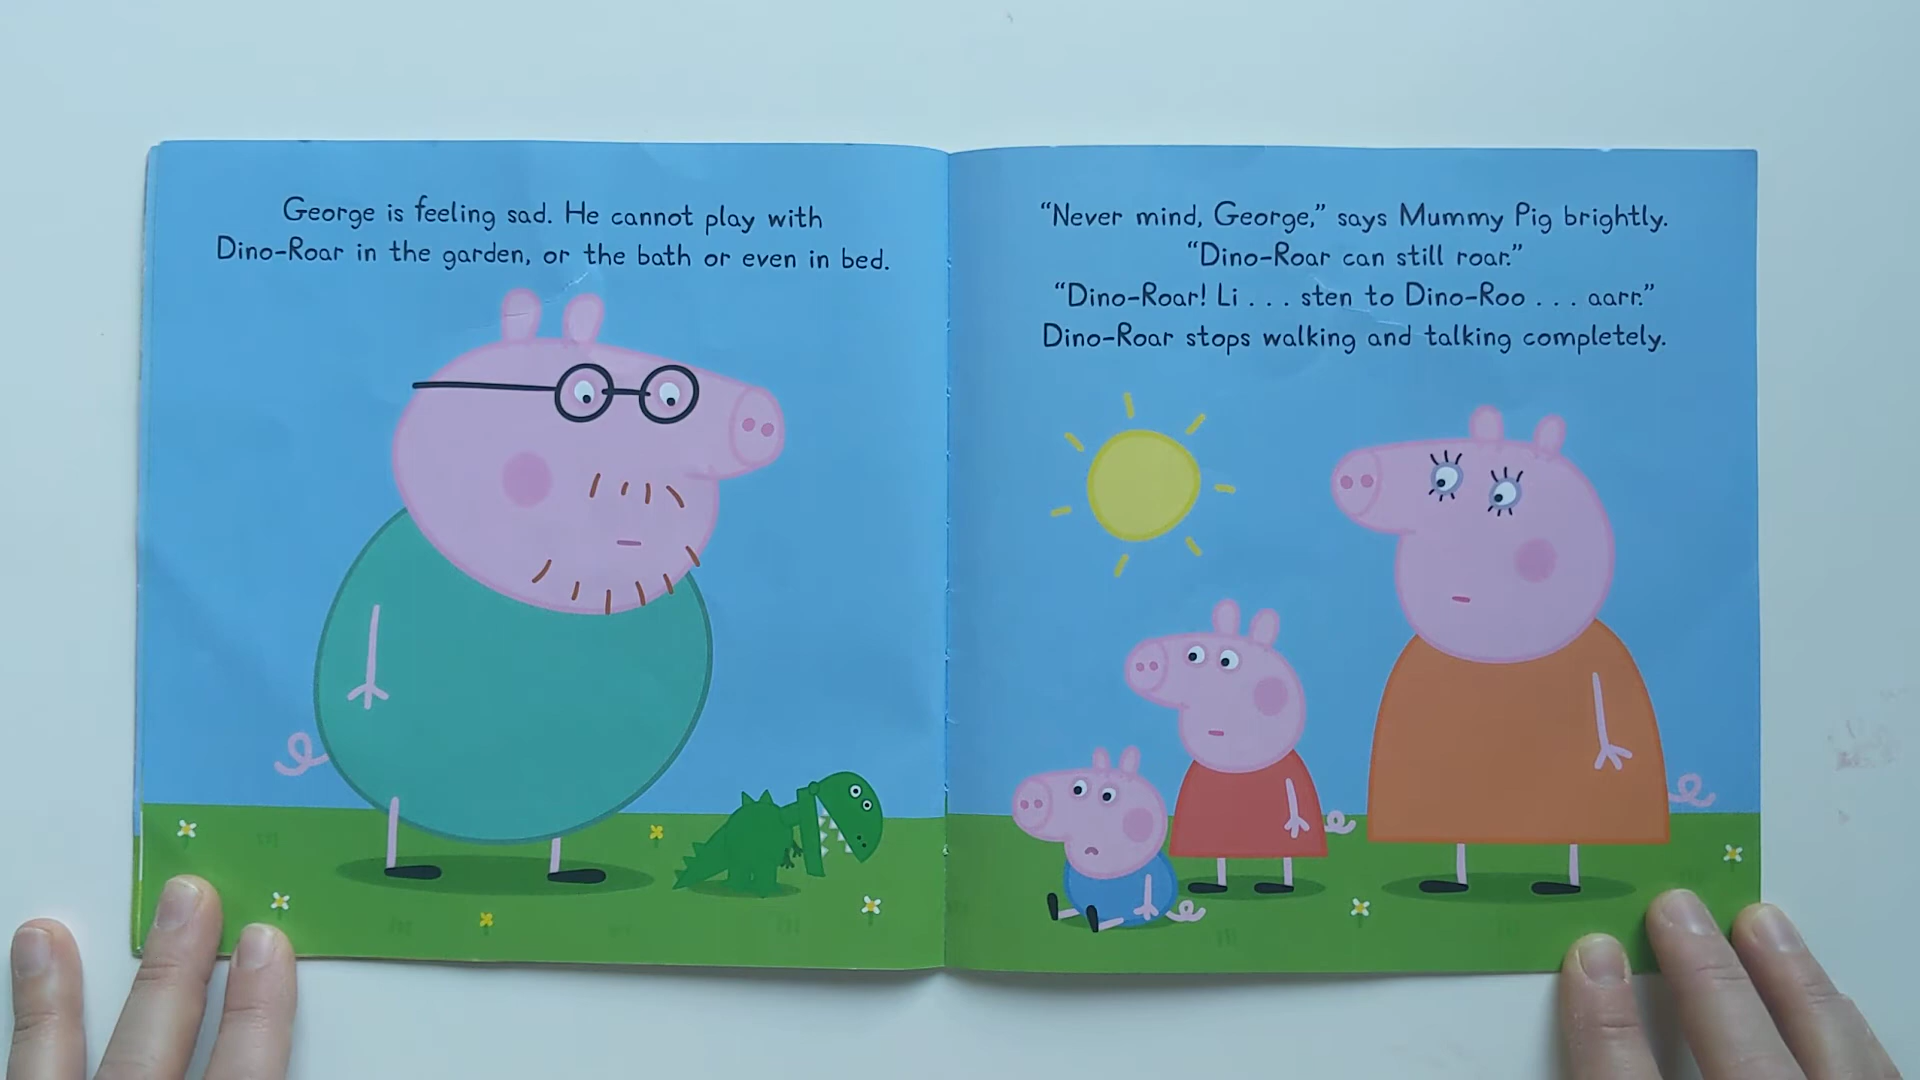 George is feeling sad. He cannot play with
Dino-Roar in the garden, or the bath or even in bed.
“Never mind, George,” says Mummy Pig brightly.
“Dino-Roar can still roar.”
“Dino-Roar! Li . . . sten to Dino-Roo . . . aarr.”
Dino-Roar stops walking and talking completely.